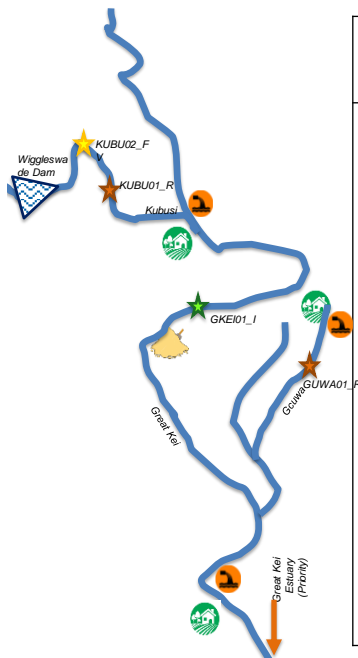 KUBU02_F
V
Wiggleswa
de Dam
KUBU01_R
Kubusi
GKEI01_I
GUWA01_R
Gcuwa
Great Kei
Great Kei
Estuary
(Priority)